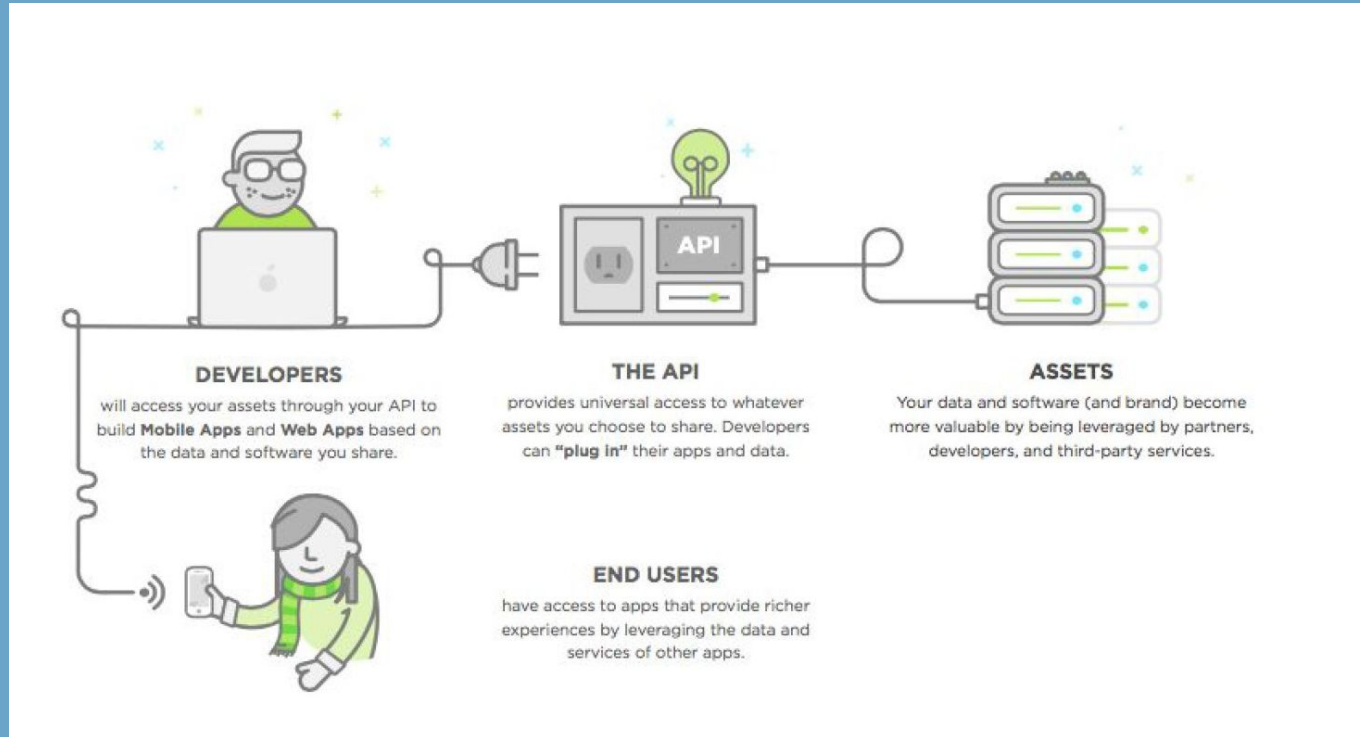 API
DEVELOPERS
will access your assets through your API to
build Mobile Apps and Web Apps based on
the data and software you share.
THE API
provides universal access to whatever
assets you choose to share. Developers
can “plug in” their apps and data.
ASSETS
Your data and software (and brand) become
more valuable by being leveraged by partners,
developers, and third-party services.
END USERS
have access to apps that provide richer
experiences by leveraging the data and
services of other apps.